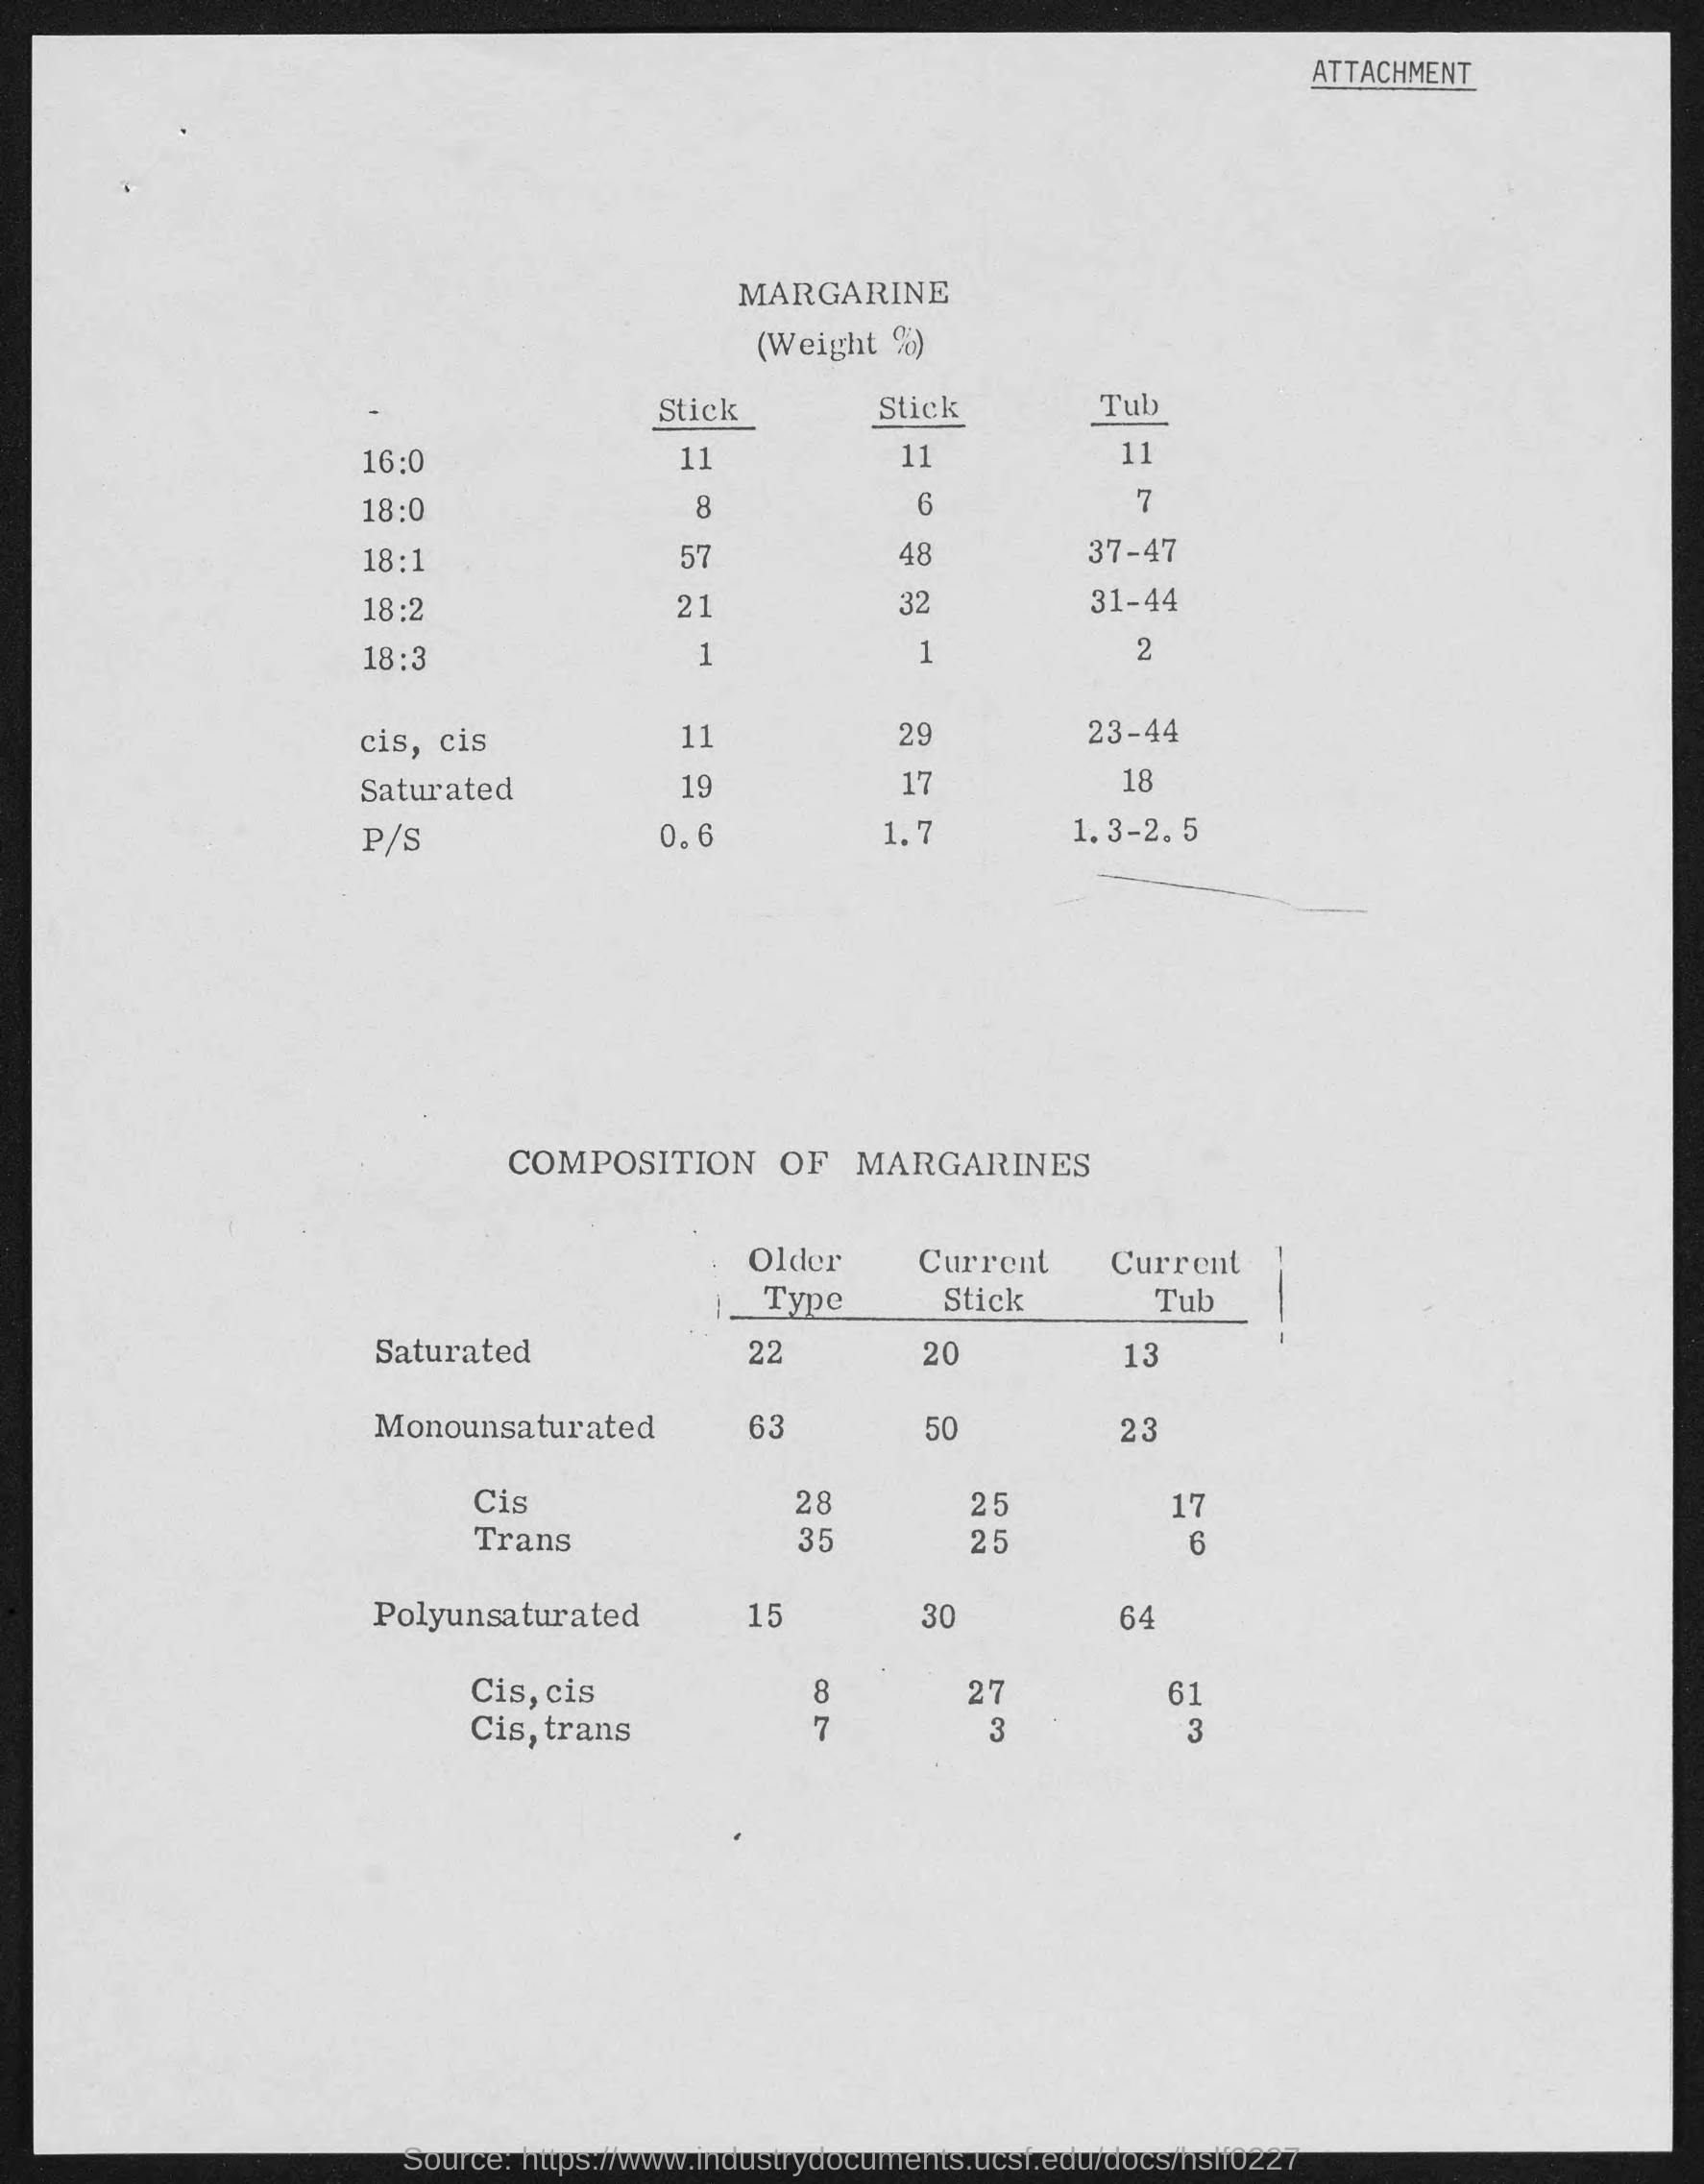 ATTACHMENT
MARGARINE
(Weight %)
- Stick Stick Tub
16:0 11 11 11
18:0 8 6 7
18:1 57 48 37-47
18:2 21 32 31-44
18:3 1 1 2
cis, cis 11 29 23-44
Saturated 19 17 18
P/S 0.6 1.7 1.3-2.5
COMPOSITION OF MARGARINES
Older Current Current
Type Stick Tub
Saturated 22 20 13
Monounsaturated 63 50 23
Cis 28 25 17
Trans 35 25 6
Polyunsaturated 15 30 64
Cis, cis 8 27 61
Cis, trans 7 3 3
Source: https://www.industrydocuments.ucsf.edu/docs/hslf0227